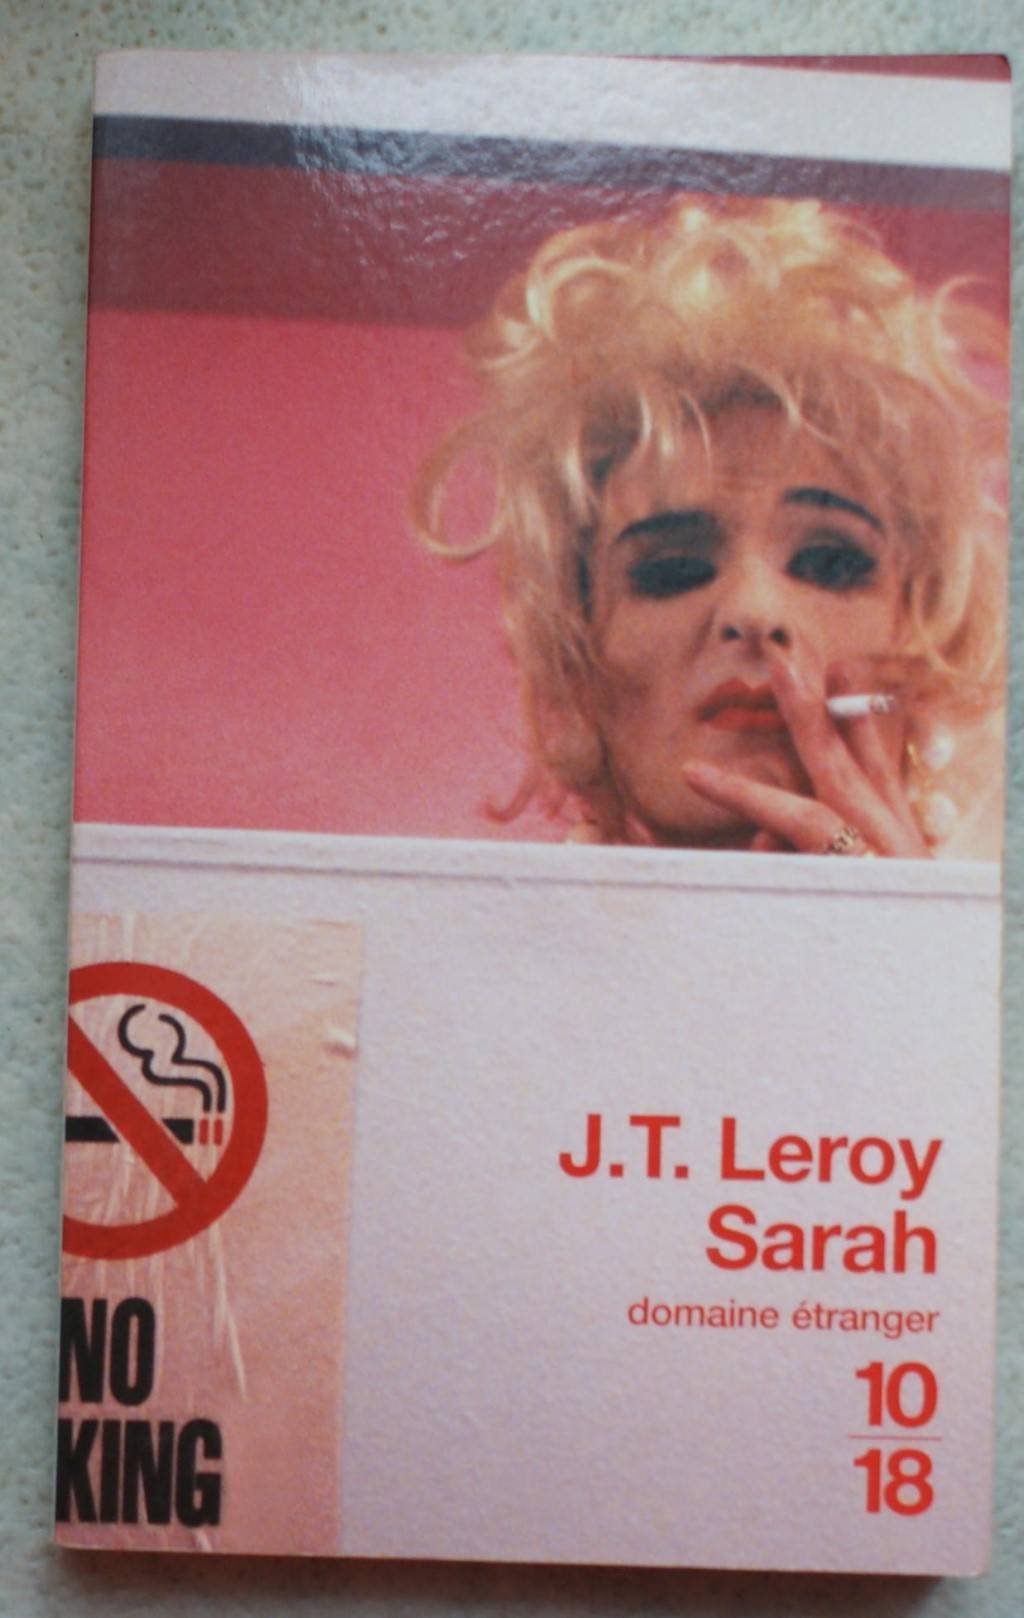 NO
KING
J.T. Leroy
Sarah
domaine étranger
10
18